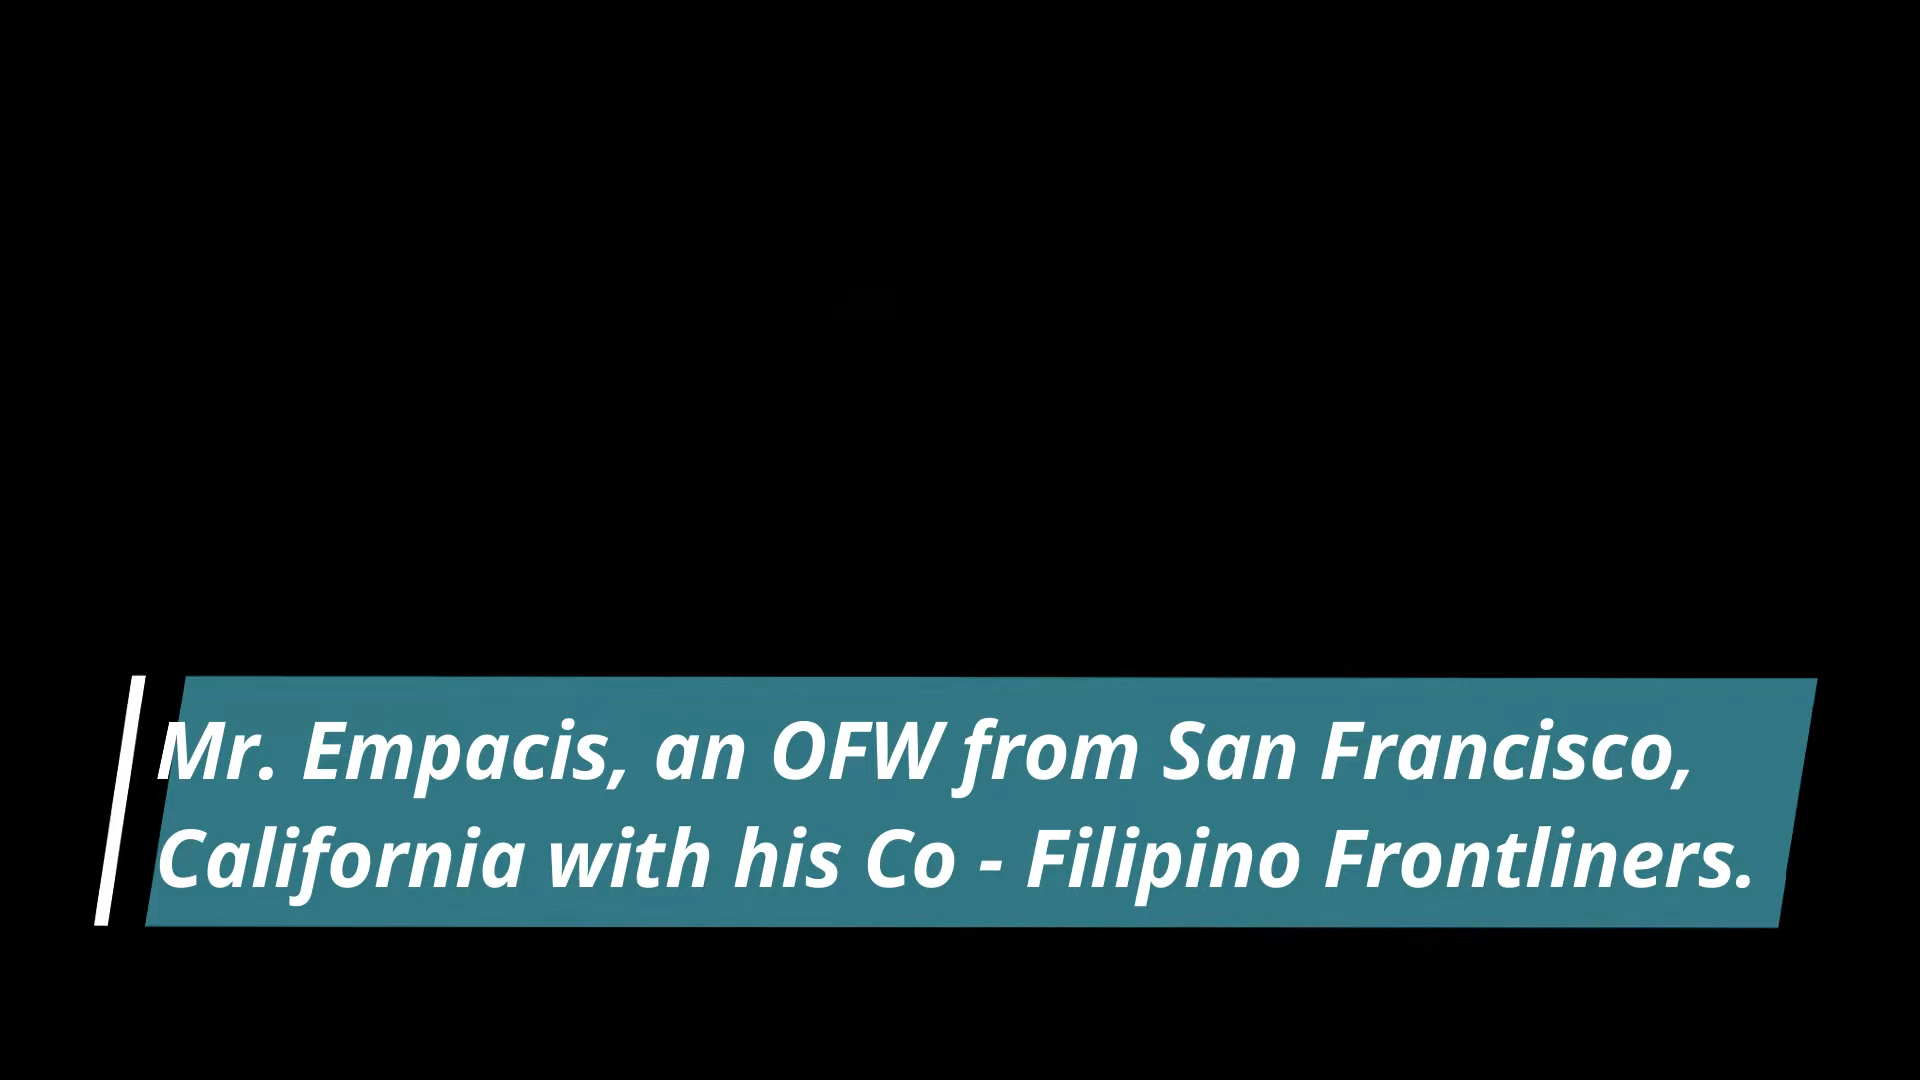 Mr. Empacis, an OFW from San Francisco,
California with his Co - Filipino Frontliners.